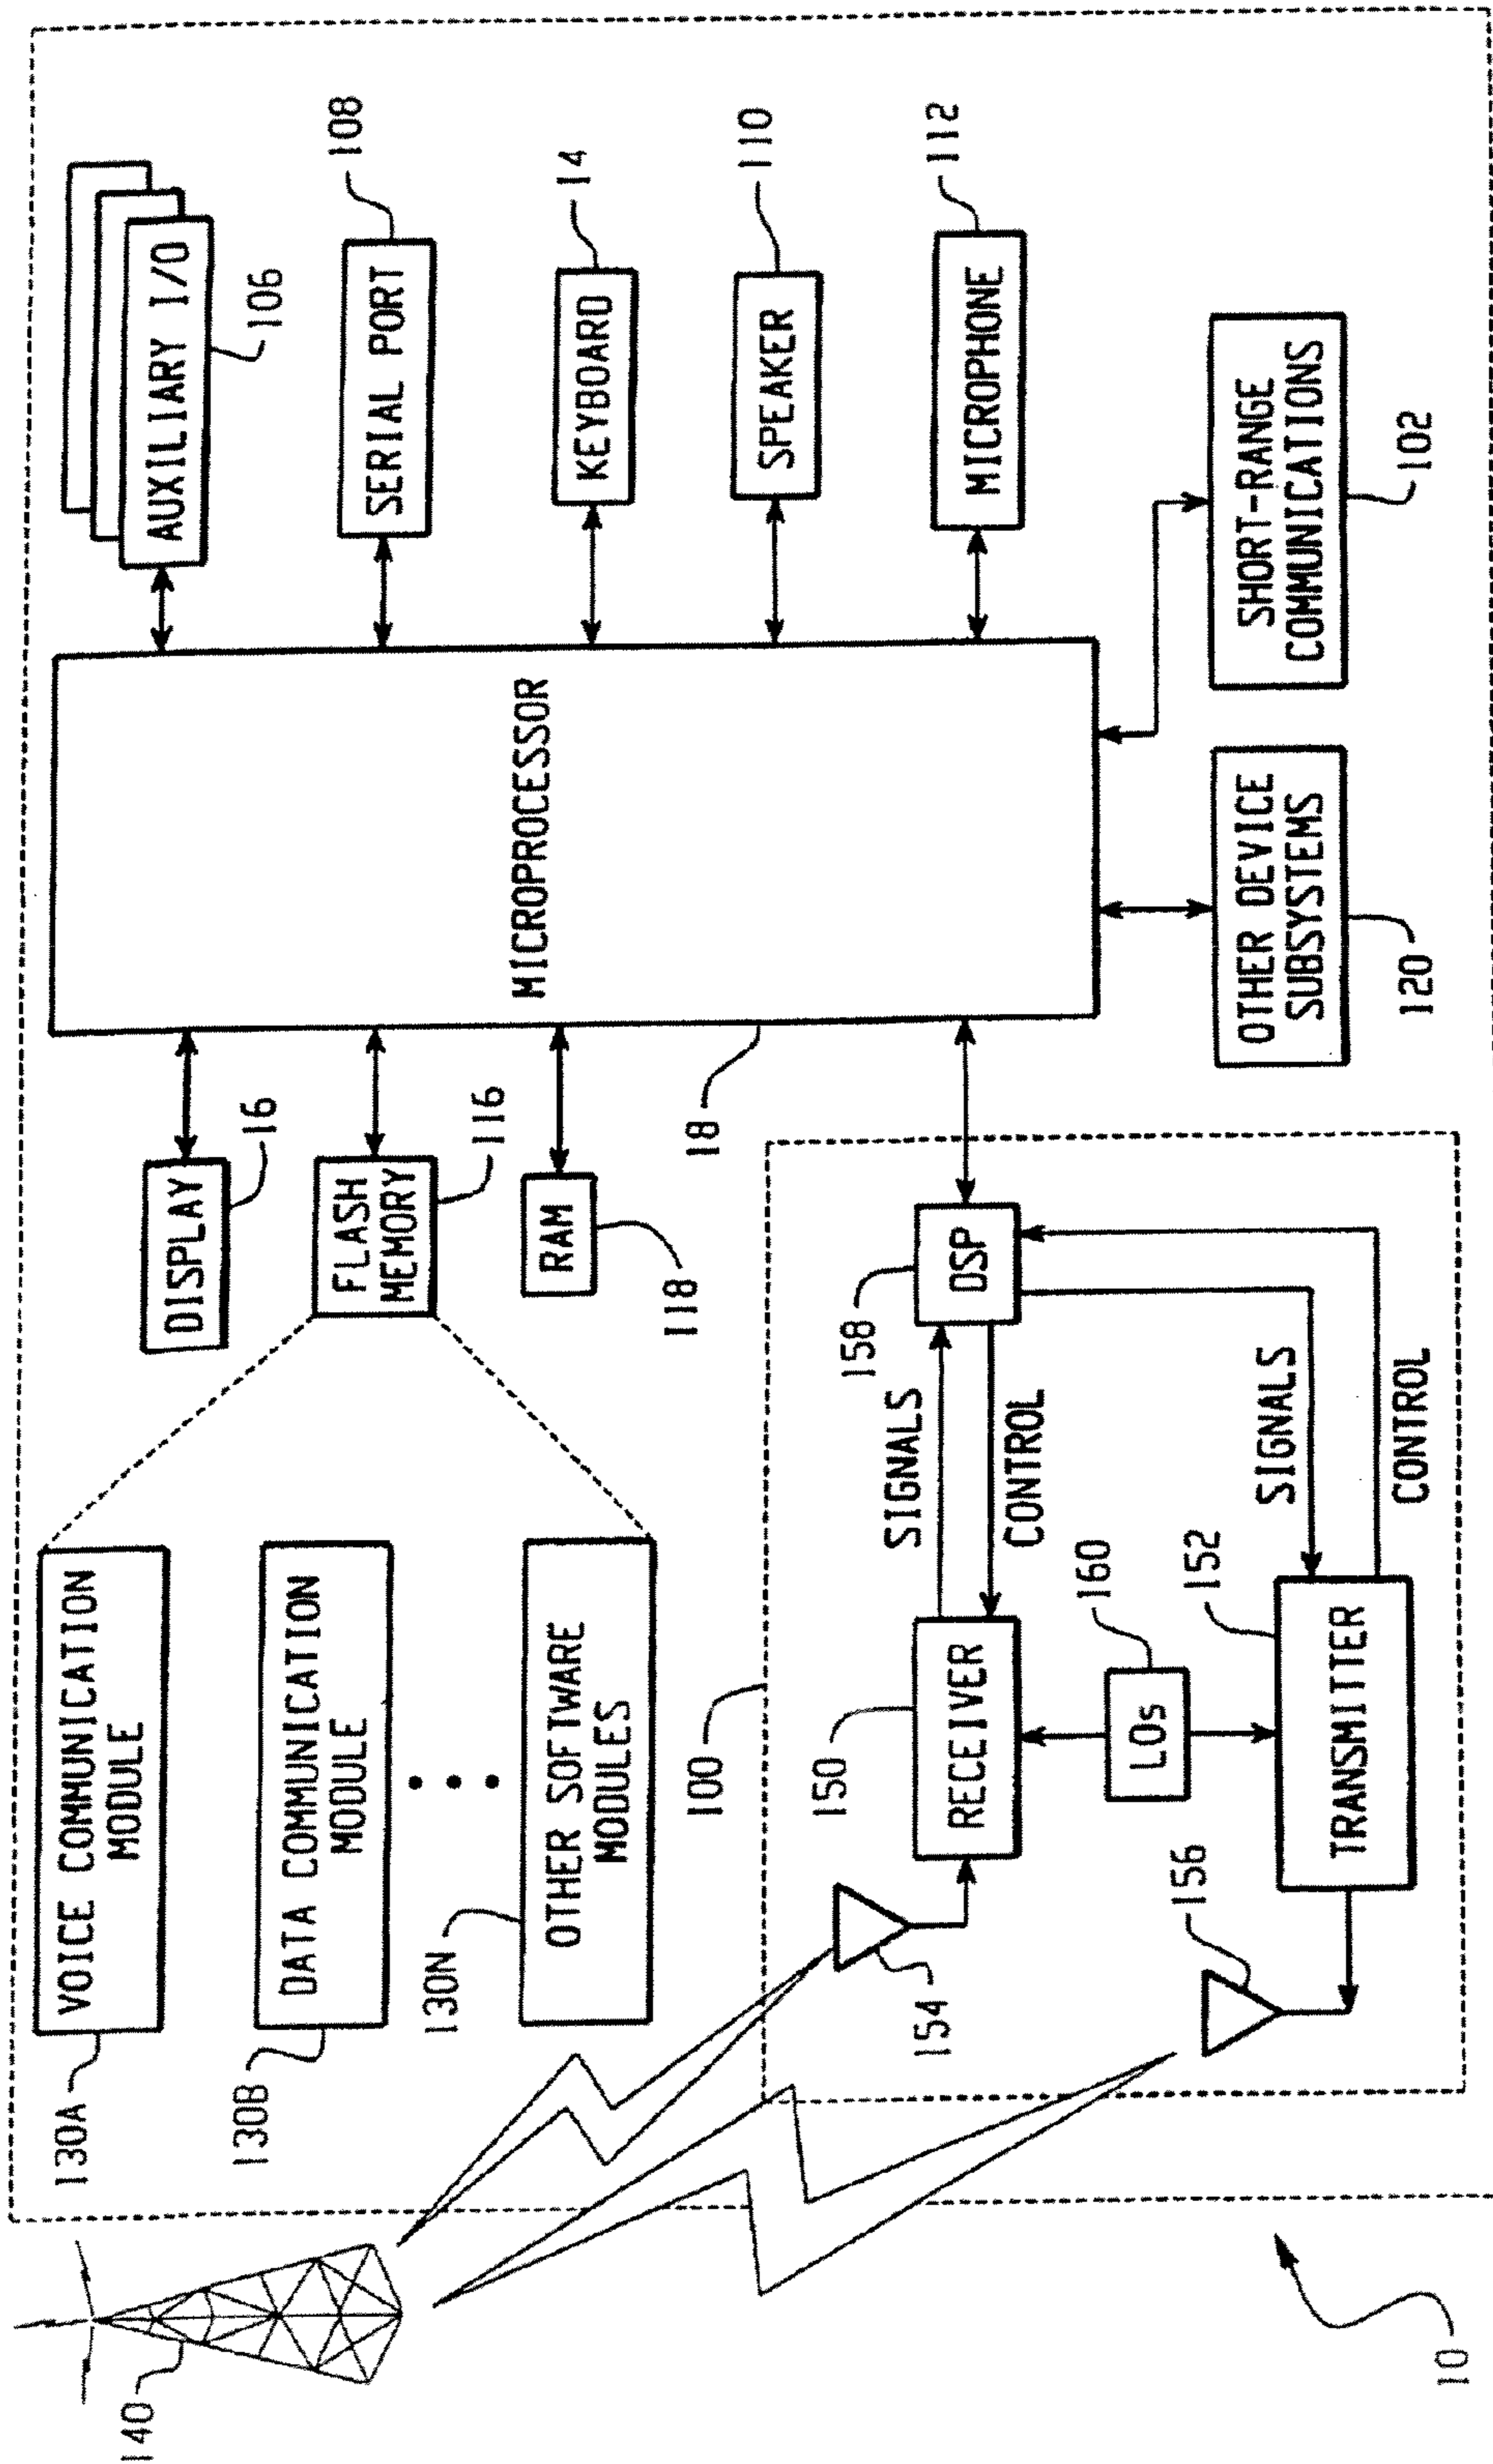 140
10
130A
VOICE COMMUNICATION
MODULE
130B
DATA COMMUNICATION
MODULE
130N
OTHER SOFTWARE
MODULES
DISPLAY
16
FLASH
MEMORY
116
RAM
118
18
MICROPROCESSOR
AUXILIARY I/O
106
SERIAL PORT
108
KEYBOARD
14
SPEAKER
110
MICROPHONE
112
SHORT-RANGE
COMMUNICATIONS
102
OTHER DEVICE
SUBSYSTEMS
120
100
154
150
RECEIVER
SIGNALS
CONTROL
158
DSP
160
LOs
156
152
TRANSMITTER
SIGNALS
CONTROL